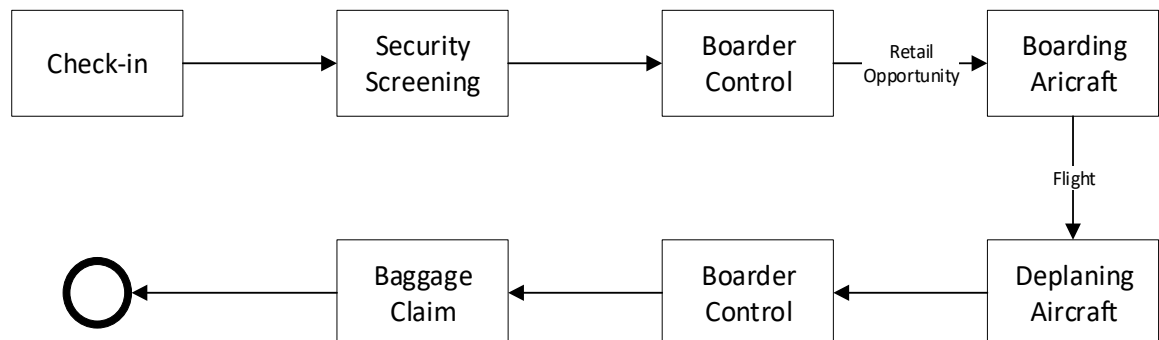 Check-in
Security
Screening
Boarder
Control
Retail
Opportunity
Boarding
Aricraft
Flight
Baggage
Claim
Boarder
Control
Deplaning
Aircraft